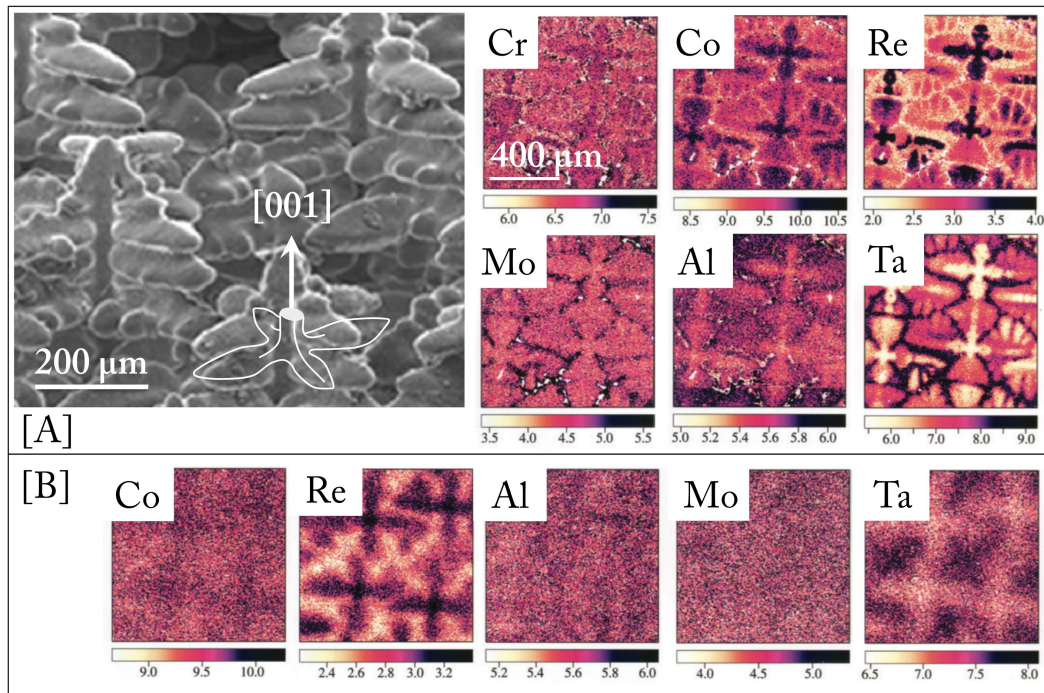 Cr
Co
Re
400 µm
[001]
200 µm
5.6 6.0 6.5 7.0 7.5
8.5 9.0 9.5 10.0 10.5
2.0 2.5 3.0 3.5 4.0
Mo
Al
Ta
3.5 4.0 4.5 5.0 5.5
5.0 5.2 5.4 5.6 5.8 6.0
6.5 7.0 8.0 9.0
[A]
[B]
Co
Re
Al
Mo
Ta
9.0 9.5 10.0
2.4 2.6 2.8 3.0 3.2
5.2 5.4 5.6 5.8 6.0
4.0 4.5 5.0
6.5 7.0 7.5 8.0